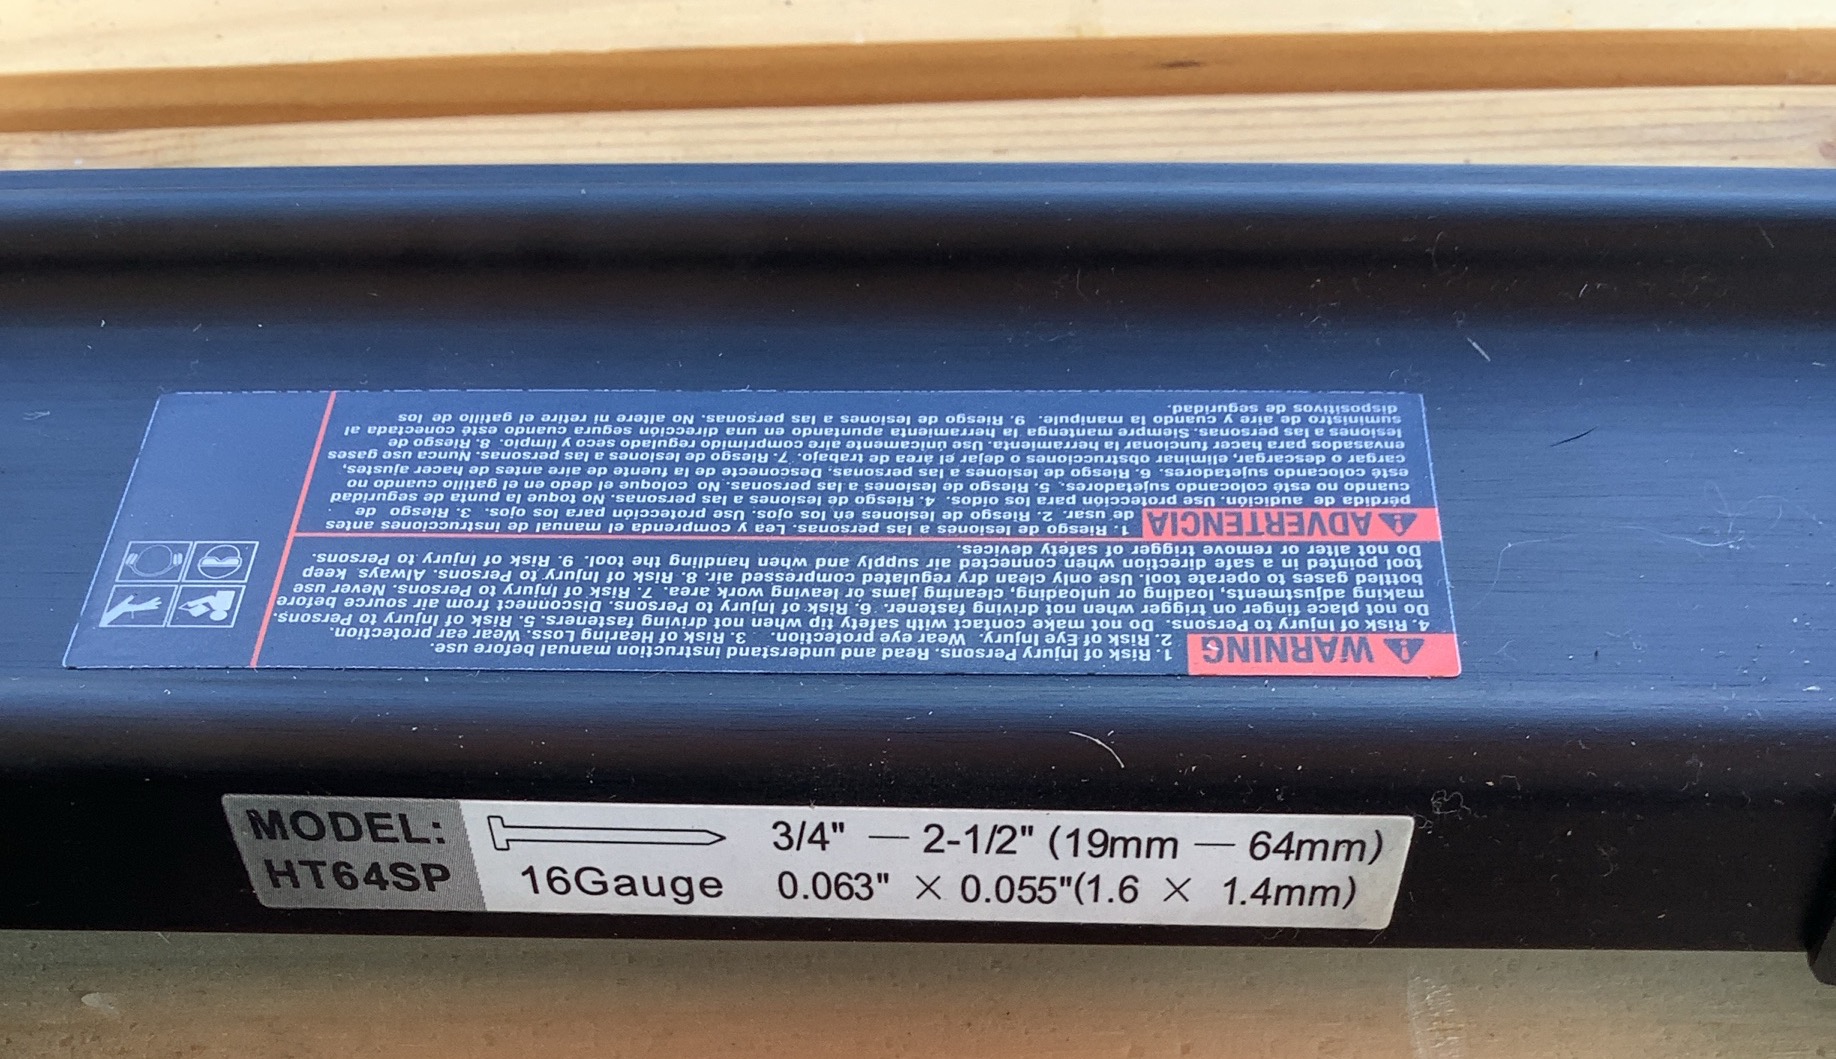 WARNING 1. Risk of Injury Persons. Read and understand instruction manual before use.
2. Risk of Eye Injury. Wear eye protection. 3. Risk of Hearing Loss. Wear ear protection.
4. Risk of Injury to Persons. Do not make contact with safety tip when not driving fasteners. 5. Risk of Injury to Persons.
Do not place finger on trigger when not driving fastener. 6. Risk of Injury to Persons. Disconnect from air source before
making adjustments, loading or unloading, clearing jams or leaving work area. 7. Risk of Injury to Persons. Never use
bottled gases to operate tool. Use only clean dry regulated compressed air. 8. Risk of Injury to Persons. Always keep
tool pointed in a safe direction when connected air supply and when handling the tool. 9. Risk of Injury to Persons.
Do not alter or remove trigger of safety devices.
ADVERTENCIA 1. Riesgo de lesiones a las personas. Lea y comprenda el manual de instrucciones antes
de usar. 2. Riesgo de lesiones en los ojos. Use protección para los ojos. 3. Riesgo de
pérdida de audición. Use protección para los oidos. 4. Riesgo de lesiones a las personas. No toque la punta de seguridad
cuando no esté colocando sujetadores. 5. Riesgo de lesiones a las personas. No coloque el dedo en el gatillo cuando no
esté colocando sujetadores. 6. Riesgo de lesiones a las personas. Desconecte de la fuente de aire antes de hacer ajustes,
cargar o descargar, eliminar obstrucciones o dejar el área de trabajo. 7. Riesgo de lesiones a las personas. Nunca use gases
envasados para hacer funcionar la herramienta. Use únicamente aire comprimido regulado seco y limpio. 8. Riesgo de
lesiones a las personas. Siempre mantenga la herramienta apuntando en una dirección segura cuando esté conectada al
suministro de aire y cuando la manipule. 9. Riesgo de lesiones a las personas. No altere ni retire el gatillo de los
dispositivos de seguridad.
MODEL: 3/4" — 2-1/2" (19mm — 64mm)
HT64SP 16Gauge 0.063" × 0.055"(1.6 × 1.4mm)